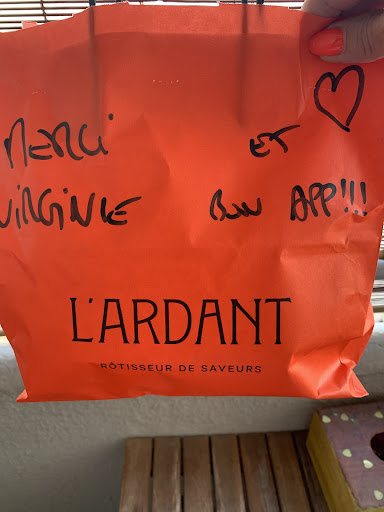 MERCI ET
VIRGINIE BON APP!!!
L'ARDANT
RÔTISSEUR DE SAVEURS